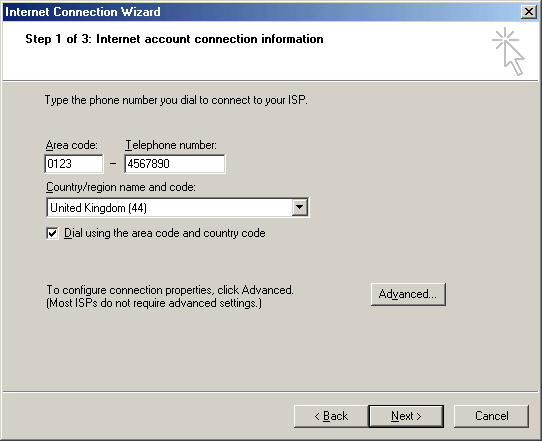 Internet Connection Wizard
Step 1 of 3: Internet account connection information
Type the phone number you dial to connect to your ISP.
Area code: Telephone number:
0123 – 4567890
Country/region name and code:
United Kingdom (44)
Dial using the area code and country code
To configure connection properties, click Advanced.
(Most ISPs do not require advanced settings.)
Advanced...
< Back Next > Cancel